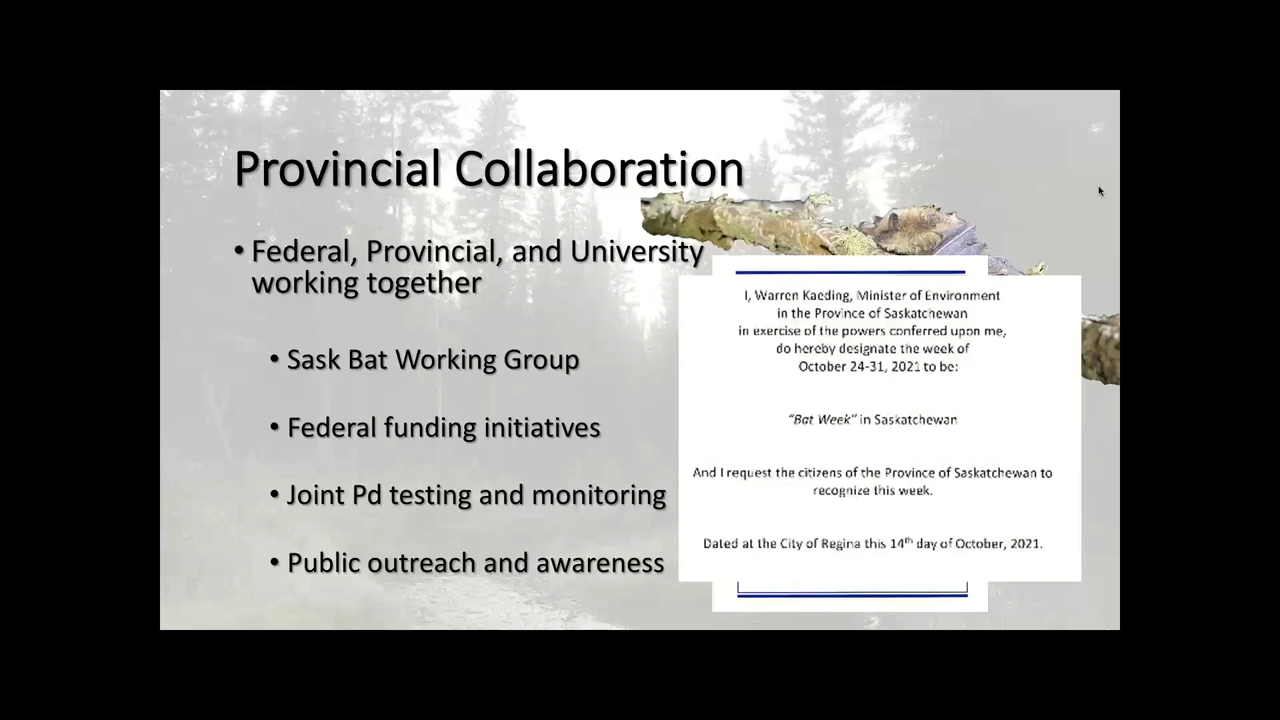 Provincial Collaboration
• Federal, Provincial, and University
working together
• Sask Bat Working Group
• Federal funding initiatives
• Joint Pd testing and monitoring
• Public outreach and awareness
I, Warren Kaeding, Minister of Environment
in the Province of Saskatchewan
in exercise of the powers conferred upon me,
do hereby designate the week of
October 24-31, 2021 to be:
“Bat Week” in Saskatchewan
And I request the citizens of the Province of Saskatchewan to
recognize this week.
Dated at the City of Regina this 14th day of October, 2021.